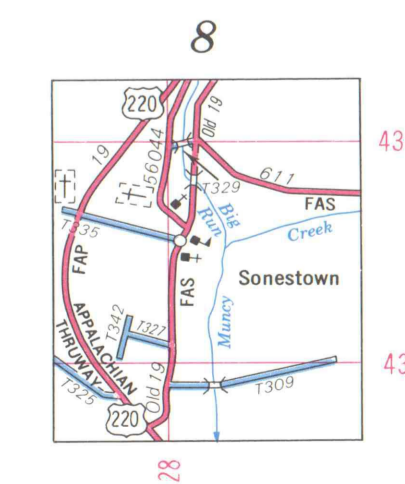 8
220
19
56044
Old 19
43
611
FAS
T329
Big
Run
T335
Creek
FAP
FAS
Sonestown
APPALACHIAN
THRUWAY
T342
T327
Muncy
43
T325
Old 19
T309
220
28